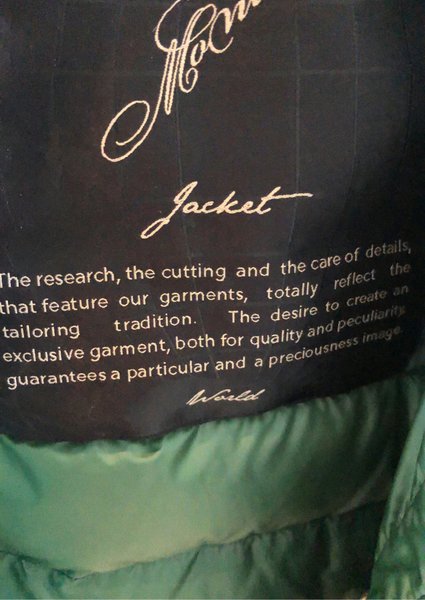 Jacket
The research, the cutting and the care of details,
that feature our garments, totally reflect the
tailoring tradition. The desire to create an
exclusive garment, both for quality and peculiarity
guarantees a particular and a preciousness image.
World